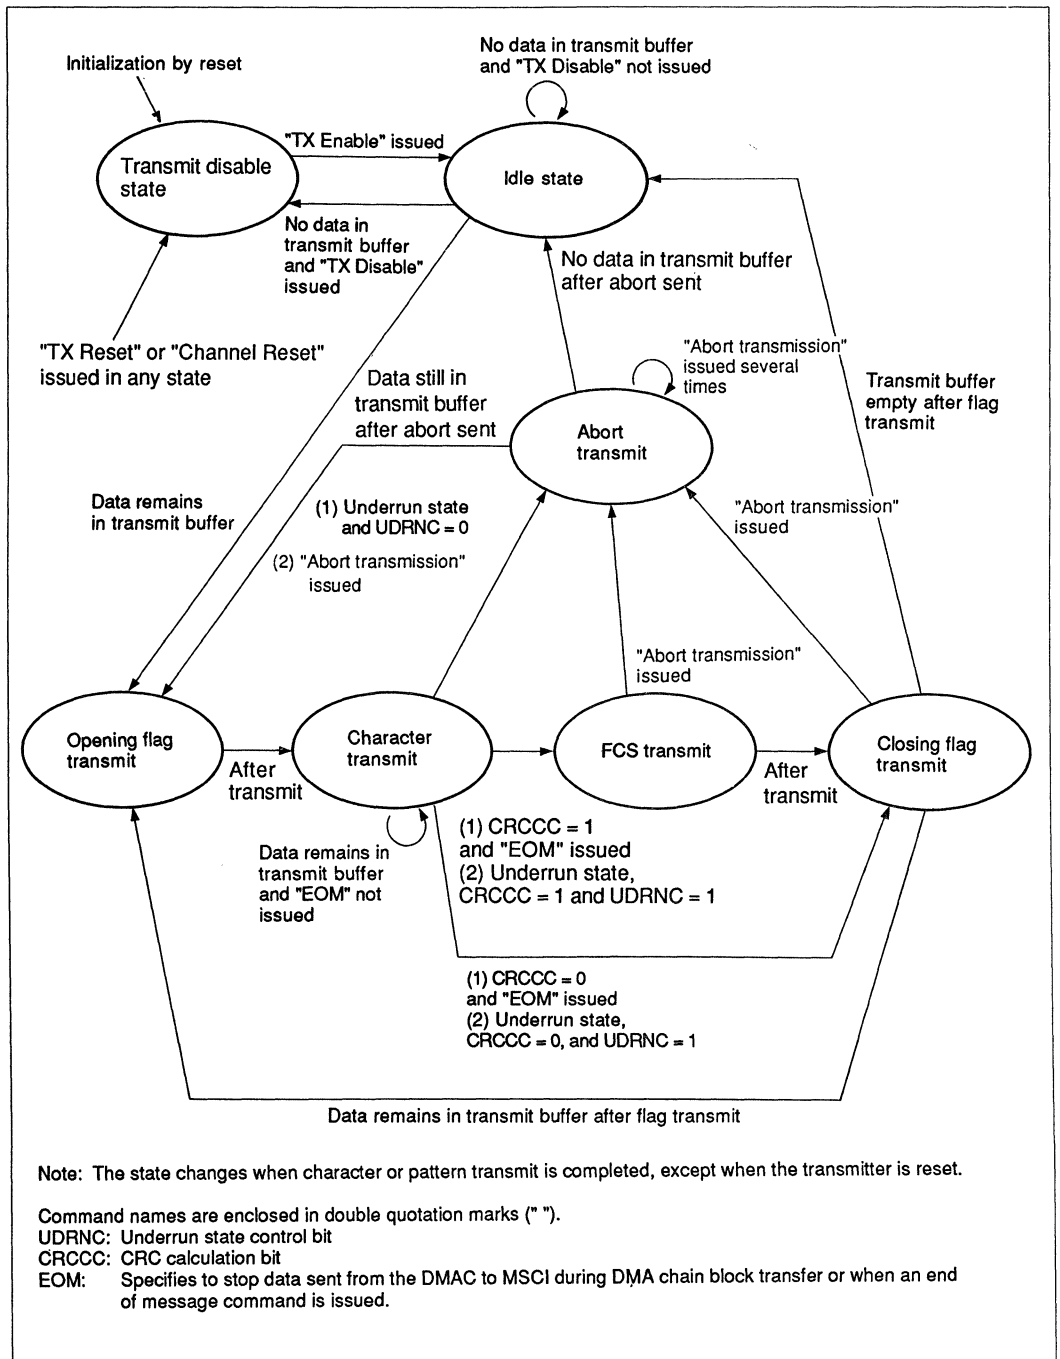 Initialization by reset
No data in transmit buffer
and "TX Disable" not issued
Transmit disable
state
"TX Enable" issued
Idle state
No data in
transmit buffer
and "TX Disable"
issued
No data in transmit buffer
after abort sent
"TX Reset" or "Channel Reset"
issued in any state
Data still in
transmit buffer
after abort sent
"Abort transmission"
issued several
times
Transmit buffer
empty after flag
transmit
Abort
transmit
Data remains
in transmit buffer
(1) Underrun state
and UDRNC = 0
(2) "Abort transmission"
issued
"Abort transmission"
issued
"Abort transmission"
issued
Opening flag
transmit
After
transmit
Character
transmit
FCS transmit
After
transmit
Closing flag
transmit
Data remains in
transmit buffer
and "EOM" not
issued
(1) CRCCC = 1
and "EOM" issued
(2) Underrun state,
CRCCC = 1 and UDRNC = 1
(1) CRCCC = 0
and "EOM" issued
(2) Underrun state,
CRCCC = 0, and UDRNC = 1
Data remains in transmit buffer after flag transmit
Note: The state changes when character or pattern transmit is completed, except when the transmitter is reset.
Command names are enclosed in double quotation marks (" ").
UDRNC: Underrun state control bit
CRCCC: CRC calculation bit
EOM: Specifies to stop data sent from the DMAC to MSCI during DMA chain block transfer or when an end
of message command is issued.